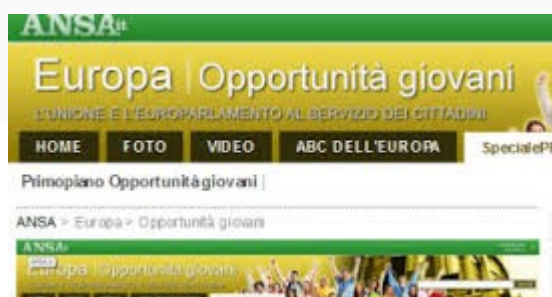 ANSA.it
Europa | Opportunità giovani
L'UNIONE E L'EUROPARLAMENTO AL SERVIZIO DEI CITTADINI
HOME FOTO VIDEO ABC DELL'EUROPA SpecialePE
Primopiano Opportunità giovani |
ANSA > Europa > Opportunità giovani
ANSA.it
Europa | Opportunità giovani